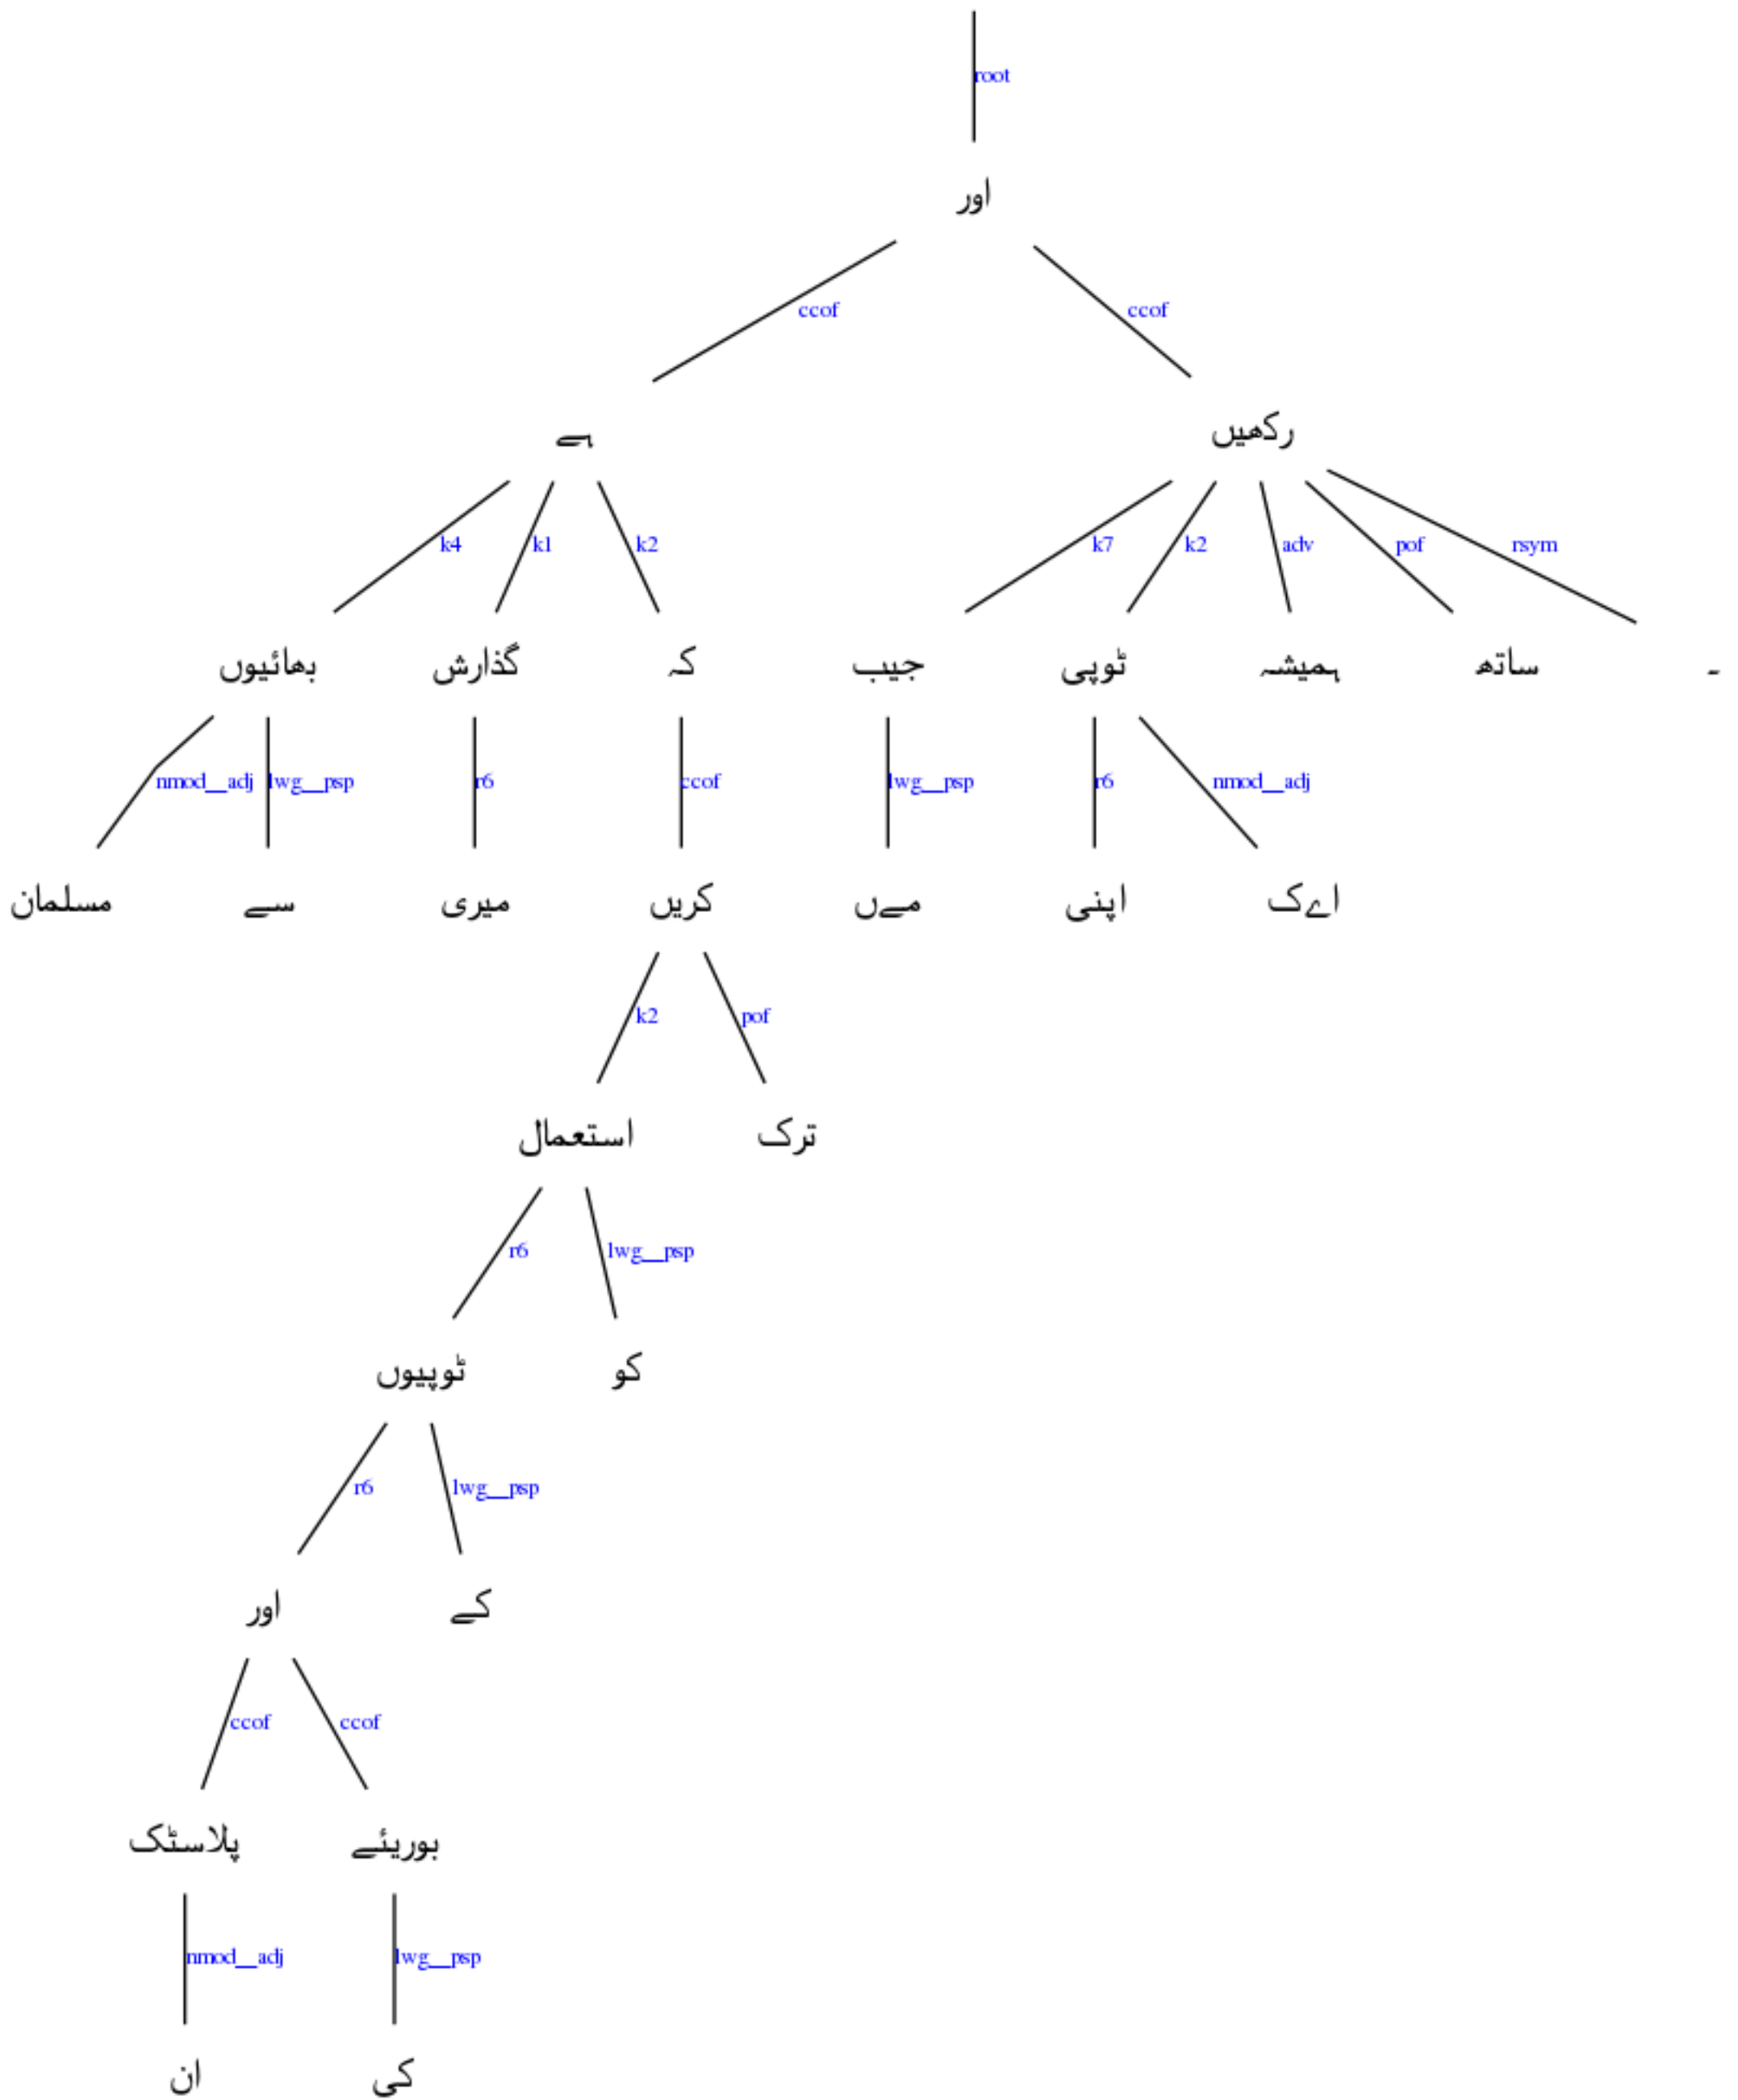 root
اور
ccof ccof
ہے رکھیں
k4 k1 k2 k7 k2 adv pof rsym
بھائیوں گذارش کہ جیب ٹوپی ہمیشہ ساتھ ۔
nmod__adj lwg__psp r6 ccof lwg__psp r6 nmod__adj
مسلمان سے میری کریں مےں اپنی اےک
k2 pof
استعمال ترک
r6 lwg__psp
ٹوپیوں کو
r6 lwg__psp
اور کے
ccof ccof
پلاسٹک بوریئے
nmod__adj lwg__psp
ان کی